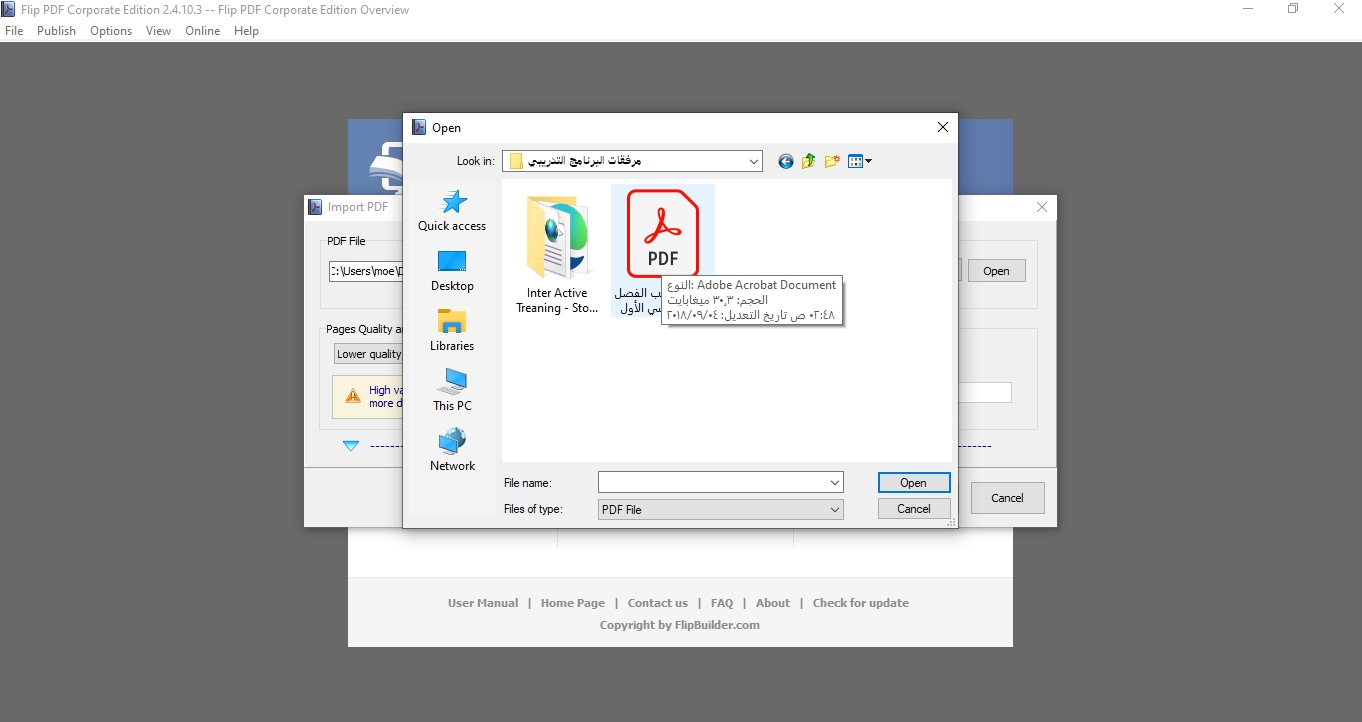 Flip PDF Corporate Edition 2.4.10.3 -- Flip PDF Corporate Edition Overview
File Publish Options View Online Help
Open
Look in: مرفقات البرنامج التدريبي
Import PDF
Quick access
PDF File
PDF
:\Users\moe\
Open
النوع: Adobe Acrobat Document
Desktop
Inter Active
Treaning - Sto...
الفصل
الأول
الحجم: ٣٠٫٣ ميغابايت
تاريخ التعديل: ٢٠١٨/٠٩/٠٤ ٠٢:٤٨ ص
Pages Quality
Libraries
Lower quality
High
more
This PC
Network
File name:
Open
Files of type: PDF File
Cancel
Cancel
User Manual | Home Page | Contact us | FAQ | About | Check for update
Copyright by FlipBuilder.com